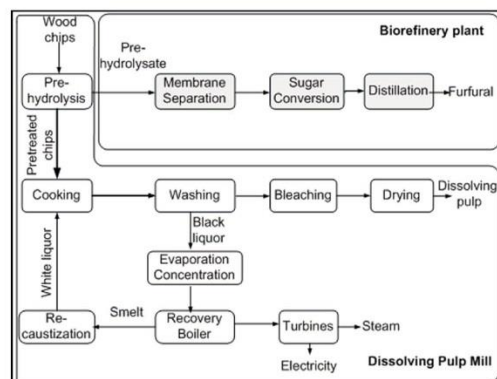 Wood
chips
Biorefinery plant
Pre-
hydrolysate
Pre-
hydrolysis
Membrane
Separation
Sugar
Conversion
Distillation
Furfural
Pretreated
chips
Cooking
Washing
Bleaching
Drying
Dissolving
pulp
Black
liquor
White liquor
Evaporation
Concentration
Re-
caustization
Smelt
Recovery
Boiler
Turbines
Steam
Electricity
Dissolving Pulp Mill